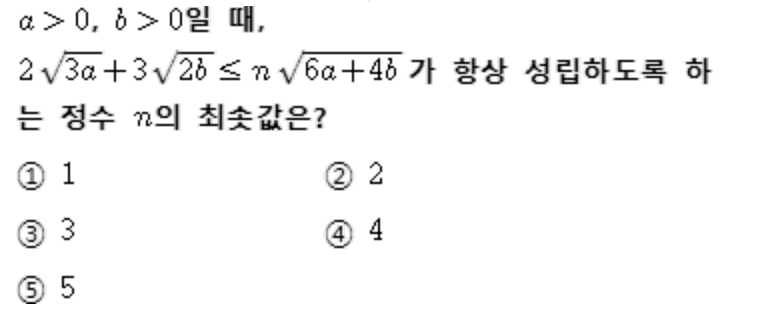 a > 0, b > 0일 때,
2√(3a) + 3√(2b) ≤ n√(6a+4b) 가 항상 성립하도록 하
는 정수 n의 최솟값은?
① 1 ② 2
③ 3 ④ 4
⑤ 5